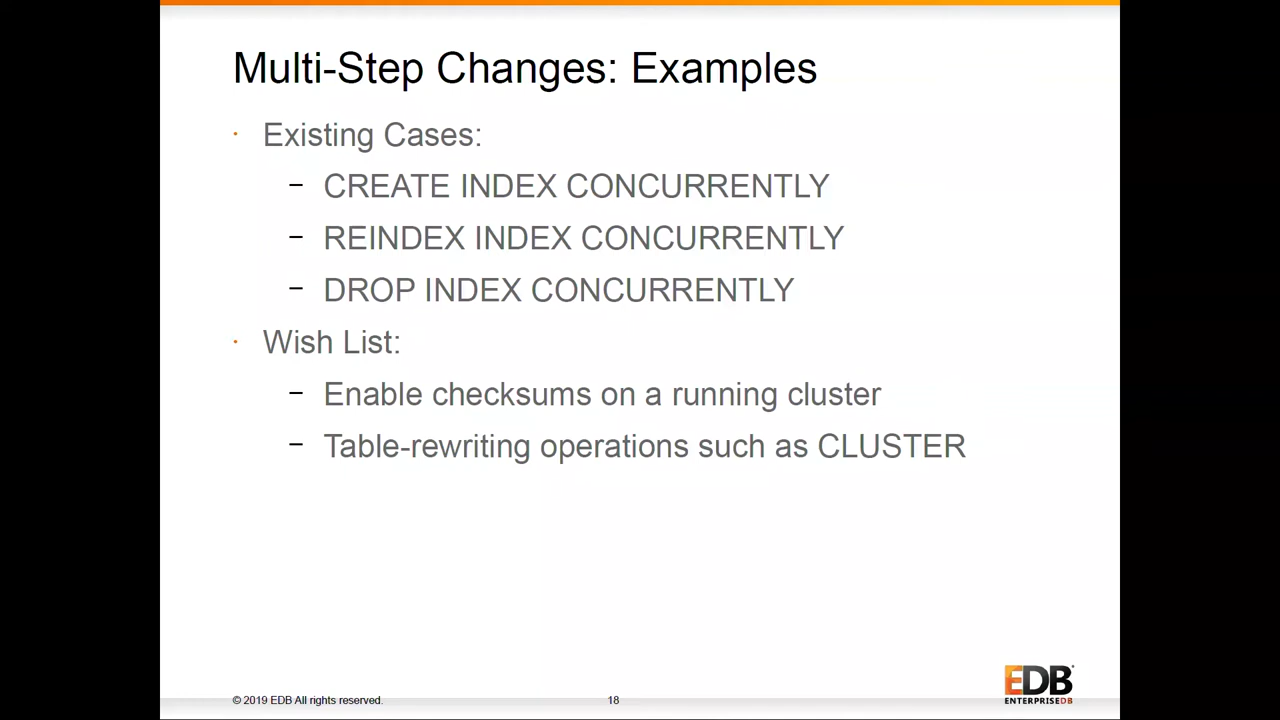 Multi-Step Changes: Examples
· Existing Cases:
– CREATE INDEX CONCURRENTLY
– REINDEX INDEX CONCURRENTLY
– DROP INDEX CONCURRENTLY
· Wish List:
– Enable checksums on a running cluster
– Table-rewriting operations such as CLUSTER
EDB
ENTERPRISEDB
© 2019 EDB All rights reserved.
18